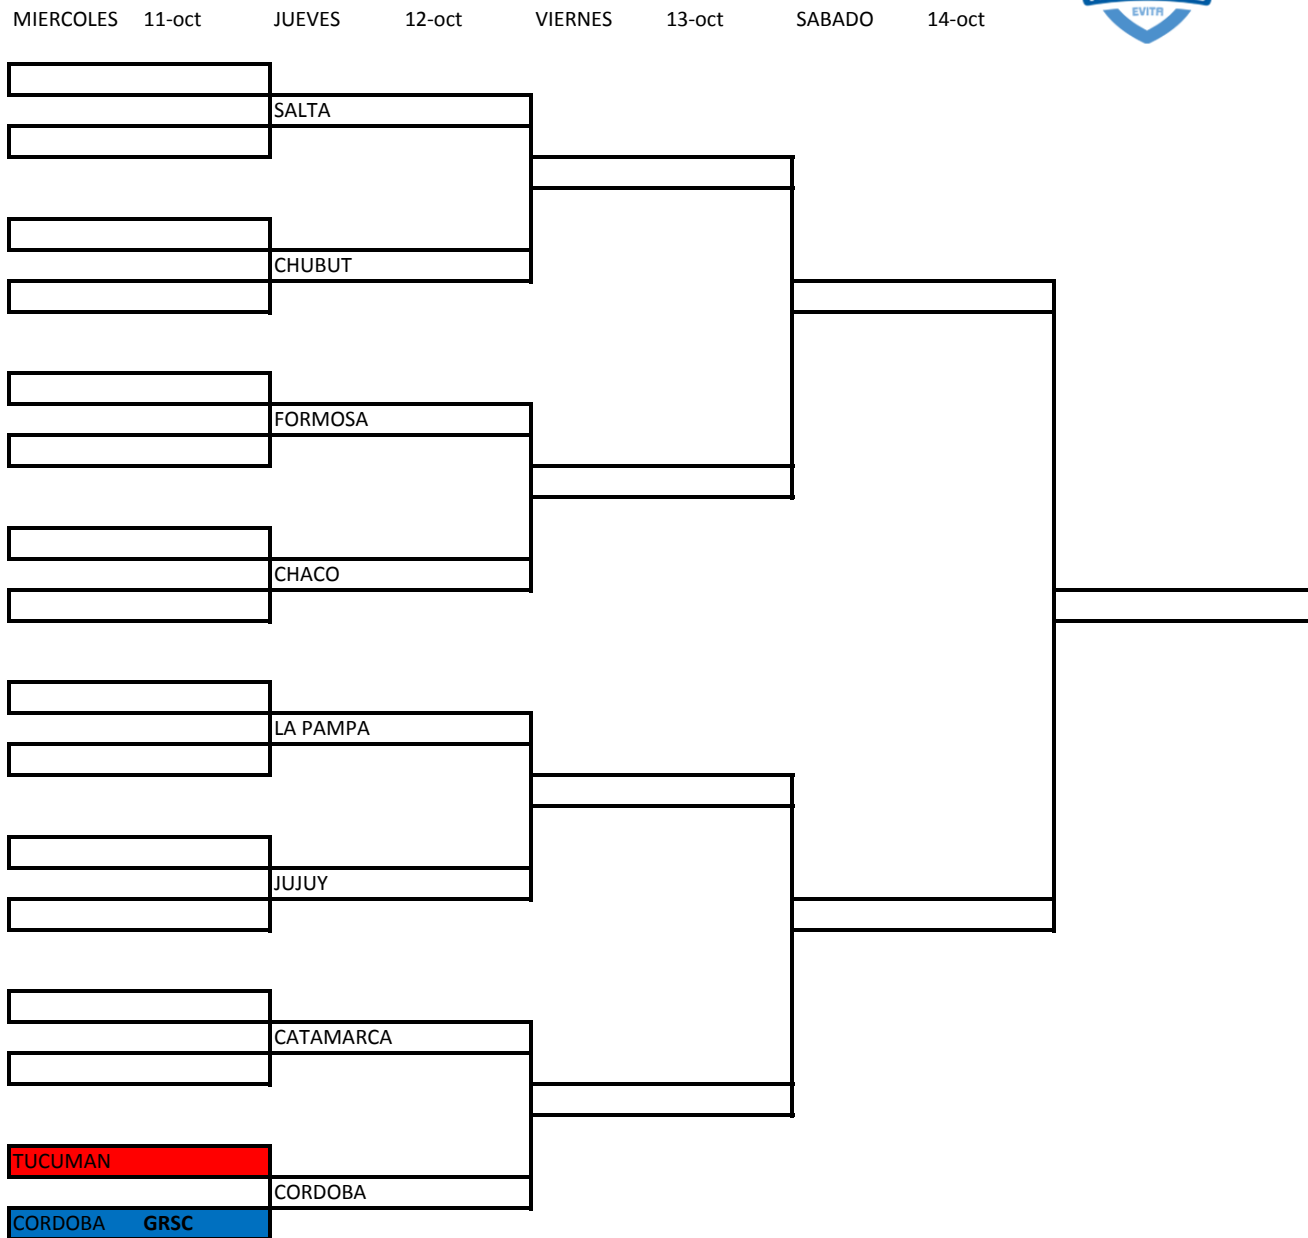 MIERCOLES 11-oct JUEVES 12-oct VIERNES 13-oct SABADO 14-oct
EVITA
SALTA
CHUBUT
FORMOSA
CHACO
LA PAMPA
JUJUY
CATAMARCA
TUCUMAN
CORDOBA
CORDOBA GRSC